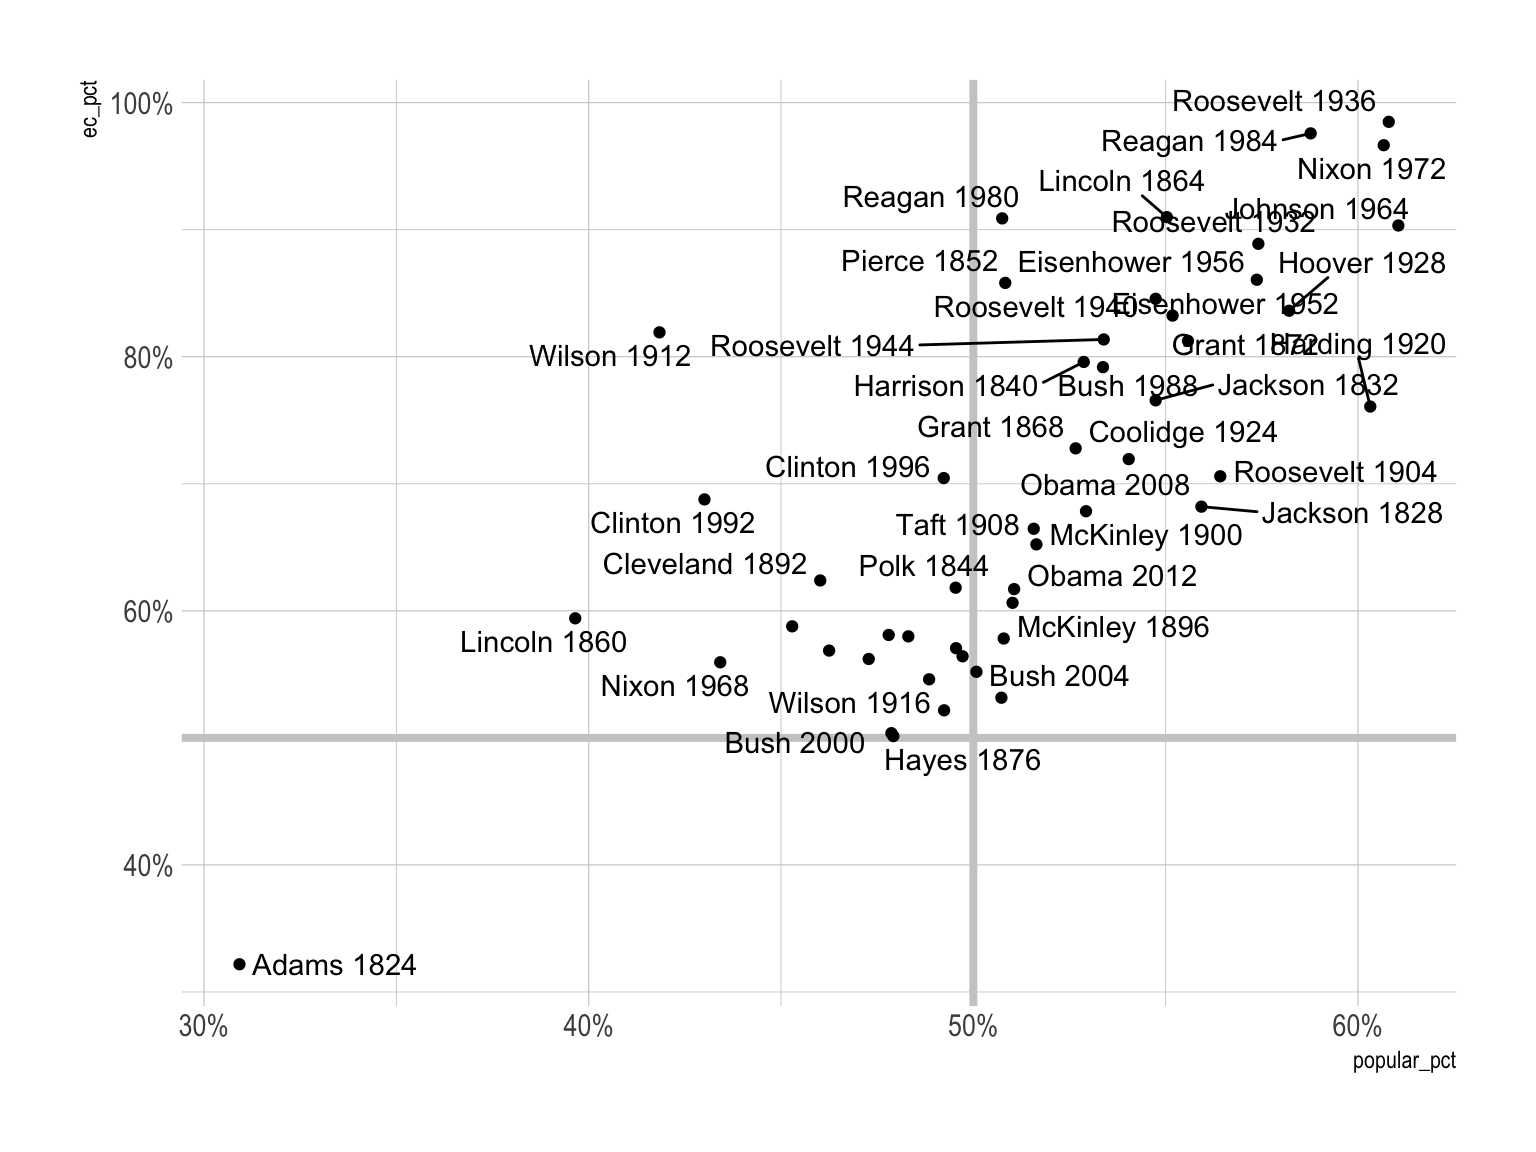 ec_pct
100%
Roosevelt 1936
Reagan 1984
Nixon 1972
Lincoln 1864
Reagan 1980
Johnson 1964
Roosevelt 1932
Pierce 1852
Eisenhower 1956
Hoover 1928
Roosevelt 1940
Eisenhower 1952
Wilson 1912
80%
Roosevelt 1944
Grant 1872
Harding 1920
Harrison 1840
Bush 1988
Jackson 1832
Grant 1868
Coolidge 1924
Clinton 1996
Roosevelt 1904
Obama 2008
Jackson 1828
Clinton 1992
Taft 1908
McKinley 1900
Cleveland 1892
Polk 1844
Obama 2012
60%
Lincoln 1860
McKinley 1896
Nixon 1968
Bush 2004
Wilson 1916
Bush 2000
Hayes 1876
40%
Adams 1824
30%
40%
50%
60%
popular_pct